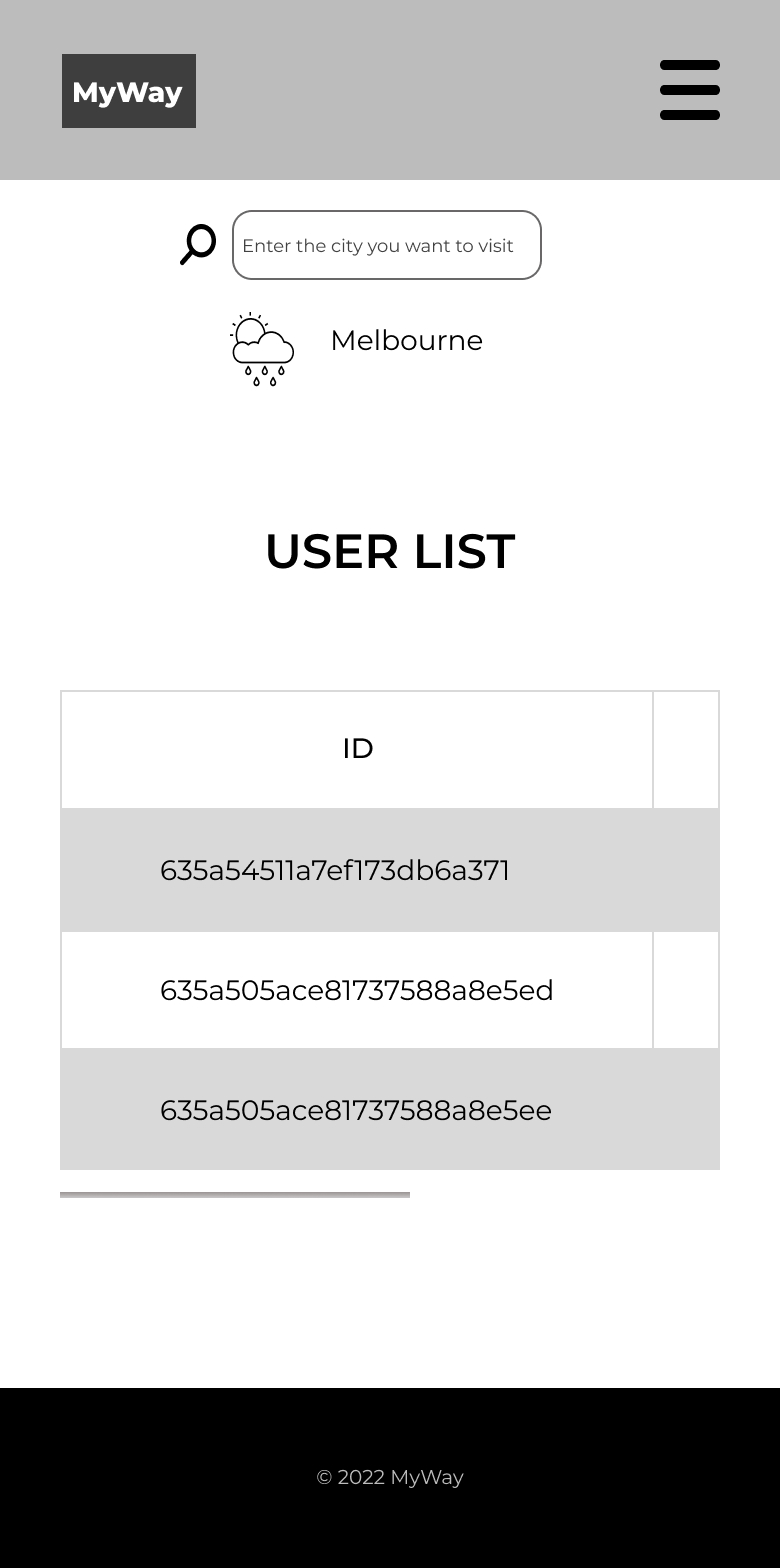 MyWay
Enter the city you want to visit
Melbourne
USER LIST
ID
635a54511a7ef173db6a371
635a505ace81737588a8e5ed
635a505ace81737588a8e5ee
© 2022 MyWay